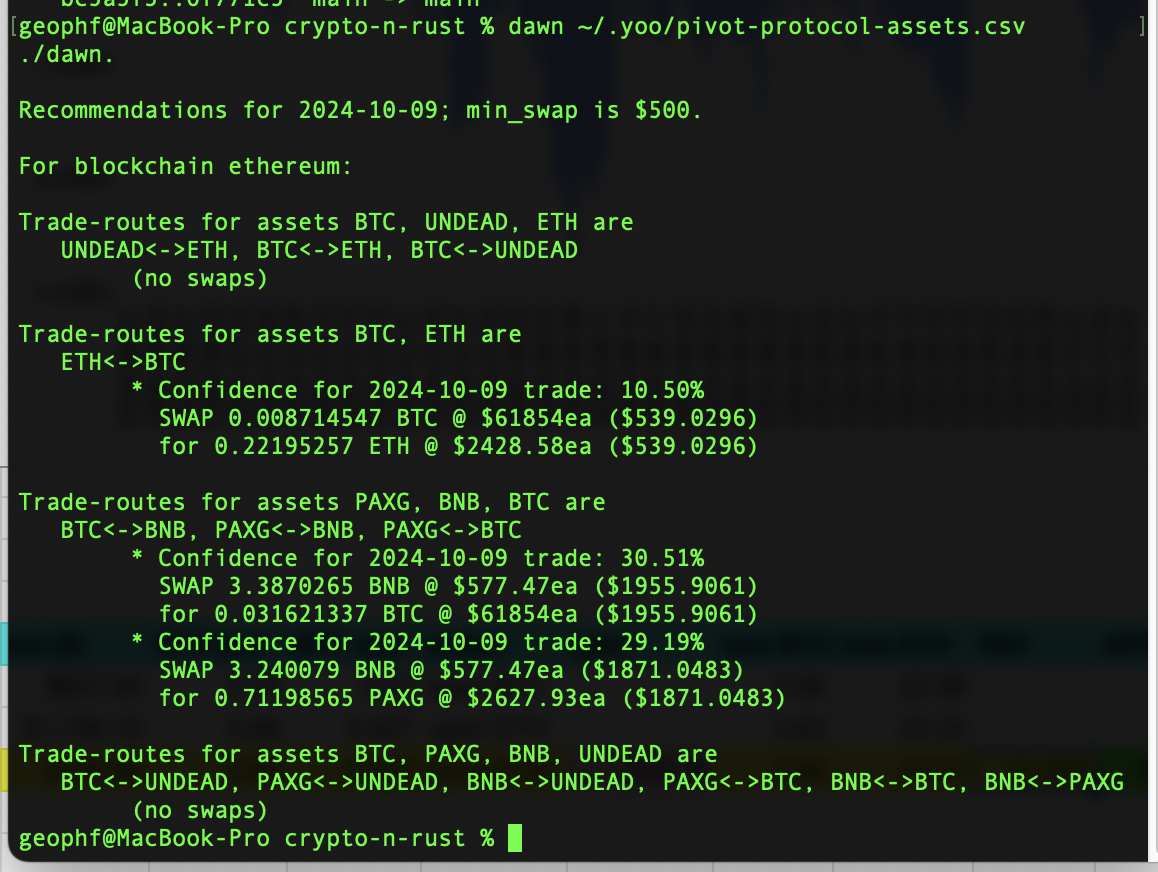 geophf@MacBook-Pro crypto-n-rust % dawn ~/.yoo/pivot-protocol-assets.csv
./dawn.
Recommendations for 2024-10-09; min_swap is $500.
For blockchain ethereum:
Trade-routes for assets BTC, UNDEAD, ETH are
UNDEAD<->ETH, BTC<->ETH, BTC<->UNDEAD
(no swaps)
Trade-routes for assets BTC, ETH are
ETH<->BTC
* Confidence for 2024-10-09 trade: 10.50%
SWAP 0.008714547 BTC @ $61854ea ($539.0296)
for 0.22195257 ETH @ $2428.58ea ($539.0296)
Trade-routes for assets PAXG, BNB, BTC are
BTC<->BNB, PAXG<->BNB, PAXG<->BTC
* Confidence for 2024-10-09 trade: 30.51%
SWAP 3.3870265 BNB @ $577.47ea ($1955.9061)
for 0.031621337 BTC @ $61854ea ($1955.9061)
* Confidence for 2024-10-09 trade: 29.19%
SWAP 3.240079 BNB @ $577.47ea ($1871.0483)
for 0.71198565 PAXG @ $2627.93ea ($1871.0483)
Trade-routes for assets BTC, PAXG, BNB, UNDEAD are
BTC<->UNDEAD, PAXG<->UNDEAD, BNB<->UNDEAD, PAXG<->BTC, BNB<->BTC, BNB<->PAXG
(no swaps)
geophf@MacBook-Pro crypto-n-rust %